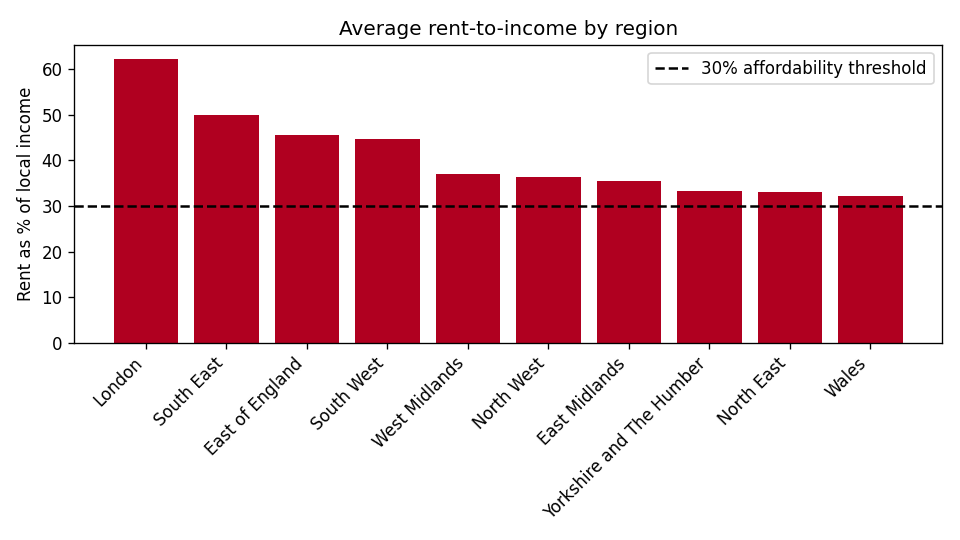 Average rent-to-income by region
30% affordability threshold
Rent as % of local income
60
50
40
30
20
10
0
London
South East
East of England
South West
West Midlands
North West
East Midlands
Yorkshire and The Humber
North East
Wales